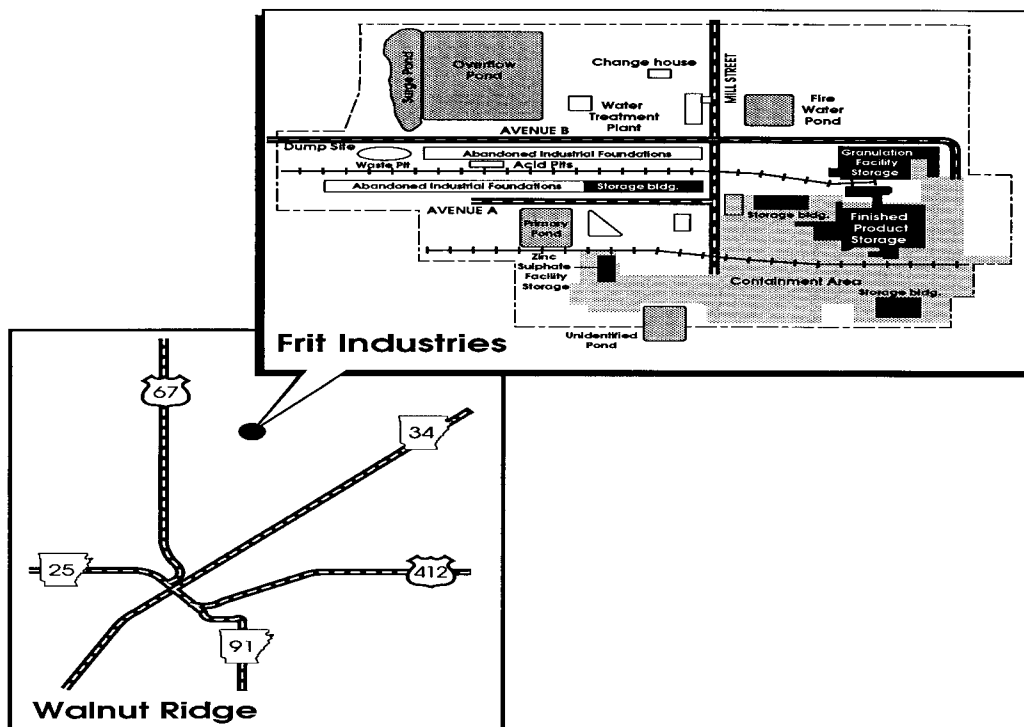 Surge Pond
Overflow
Pond
Change house
MILL STREET
Water
Treatment
Plant
Fire
Water
Pond
AVENUE B
Dump Site
Waste Pit
Abandoned Industrial Foundations
Acid Pits
Granulation
Facility
Storage
Abandoned Industrial Foundations
Storage bldg.
AVENUE A
Primary
Pond
Storage bldg.
Finished
Product
Storage
Zinc
Sulphate
Facility
Storage
Containment Area
Storage bldg.
Unidentified
Pond
Frit Industries
67
34
25
412
91
Walnut Ridge